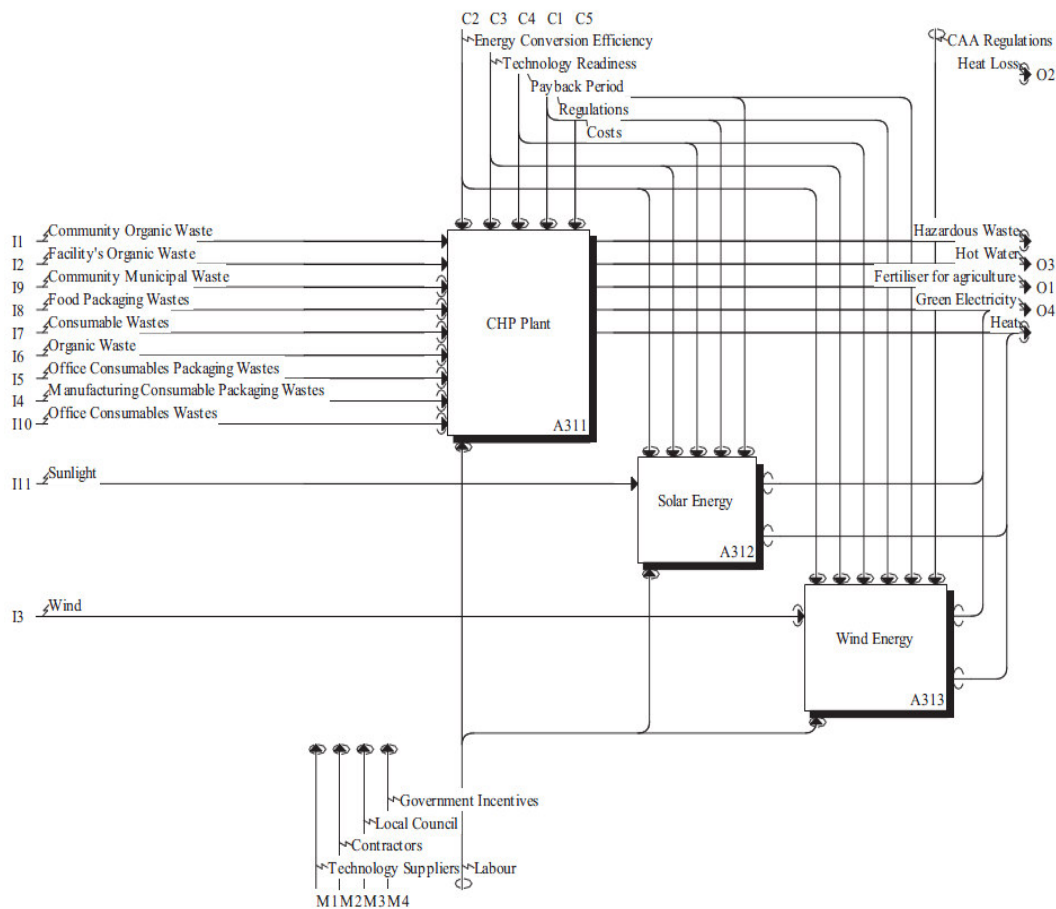 C2 C3 C4 C1 C5
Energy Conversion Efficiency
CAA Regulations
Technology Readiness
Heat Loss
O2
Payback Period
Regulations
Costs
I1 Community Organic Waste
Hazardous Waste
I2 Facility's Organic Waste
Hot Water O3
I9 Community Municipal Waste
Fertiliser for agriculture O1
I8 Food Packaging Wastes
Green Electricity O4
I7 Consumable Wastes
CHP Plant
Heat
I6 Organic Waste
I5 Office Consumables Packaging Wastes
I4 Manufacturing Consumable Packaging Wastes
I10 Office Consumables Wastes
A311
I11 Sunlight
Solar Energy
A312
I3 Wind
Wind Energy
A313
Government Incentives
Local Council
Contractors
Technology Suppliers
Labour
M1 M2 M3 M4